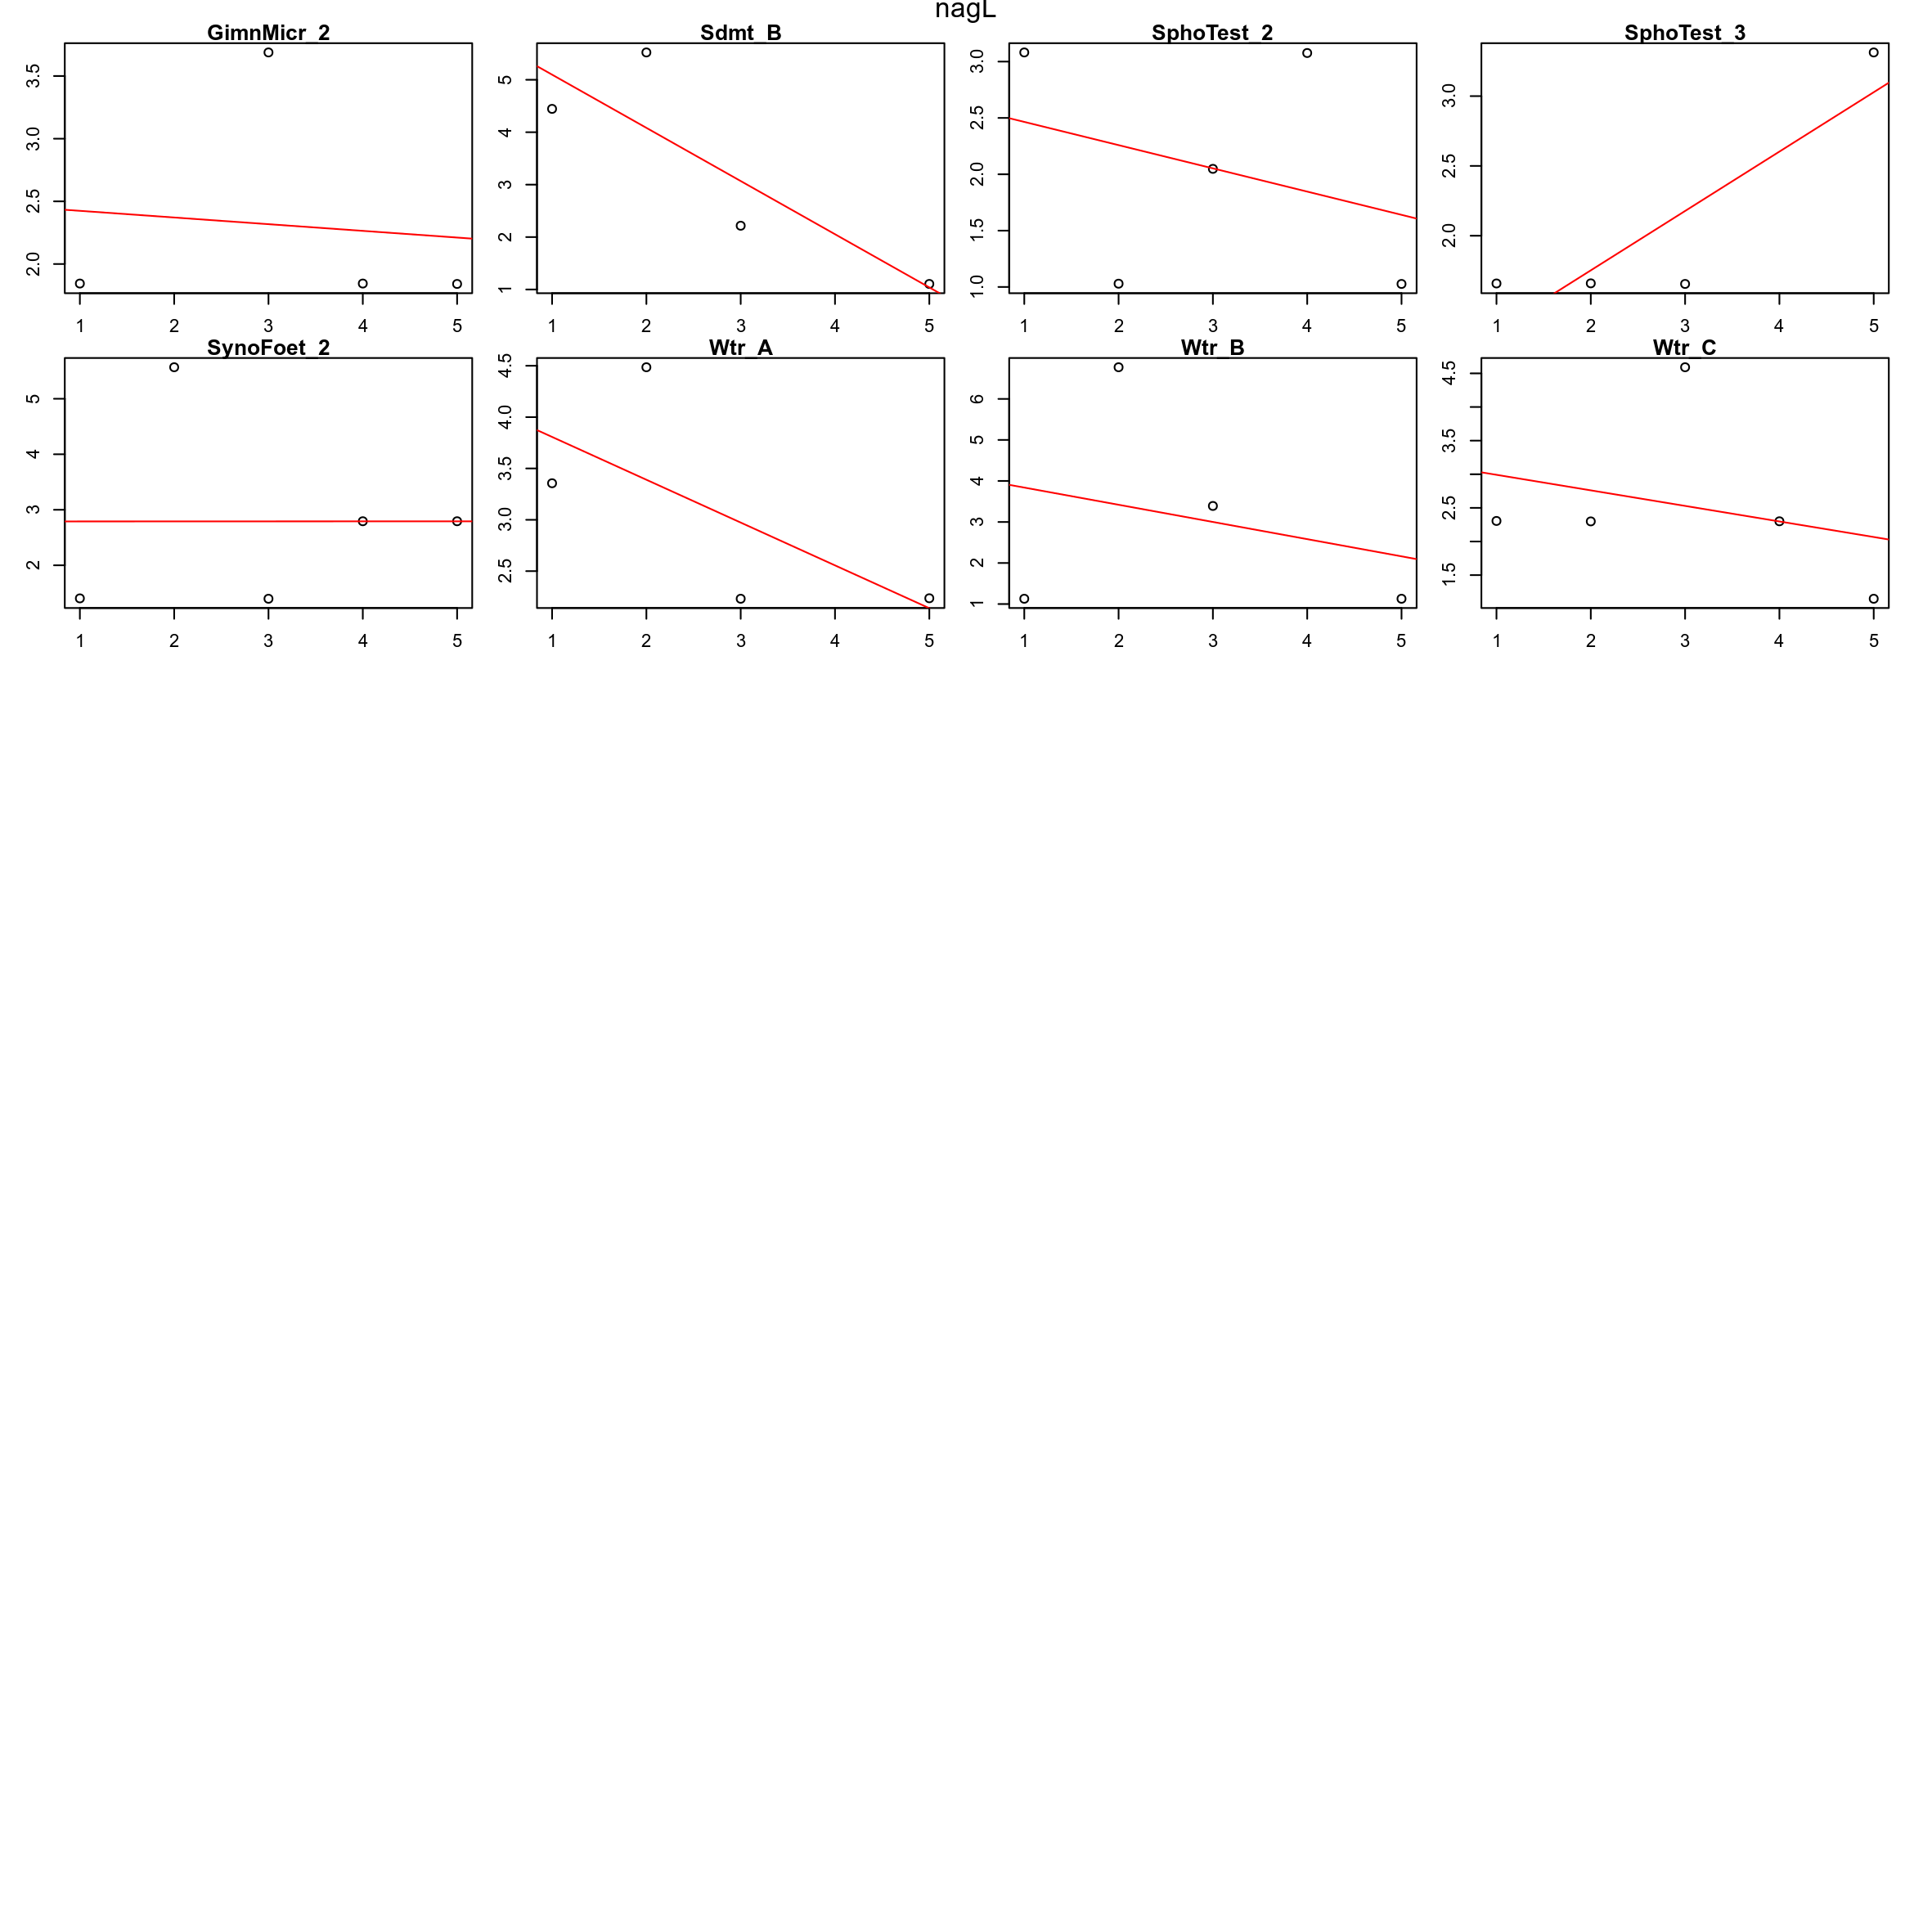 nagL
GimnMicr_2 Sdmt_B SphoTest_2 SphoTest_3
3.5 3.0 2.5 2.0
1 2 3 4 5
5 4 3 2 1
1 2 3 4 5
3.0 2.5 2.0 1.5 1.0
1 2 3 4 5
3.0 2.5 2.0
1 2 3 4 5
SynoFoet_2 Wtr_A Wtr_B Wtr_C
5 4 3 2
1 2 3 4 5
4.5 4.0 3.5 3.0 2.5
1 2 3 4 5
6 5 4 3 2 1
1 2 3 4 5
4.5 3.5 2.5 1.5
1 2 3 4 5